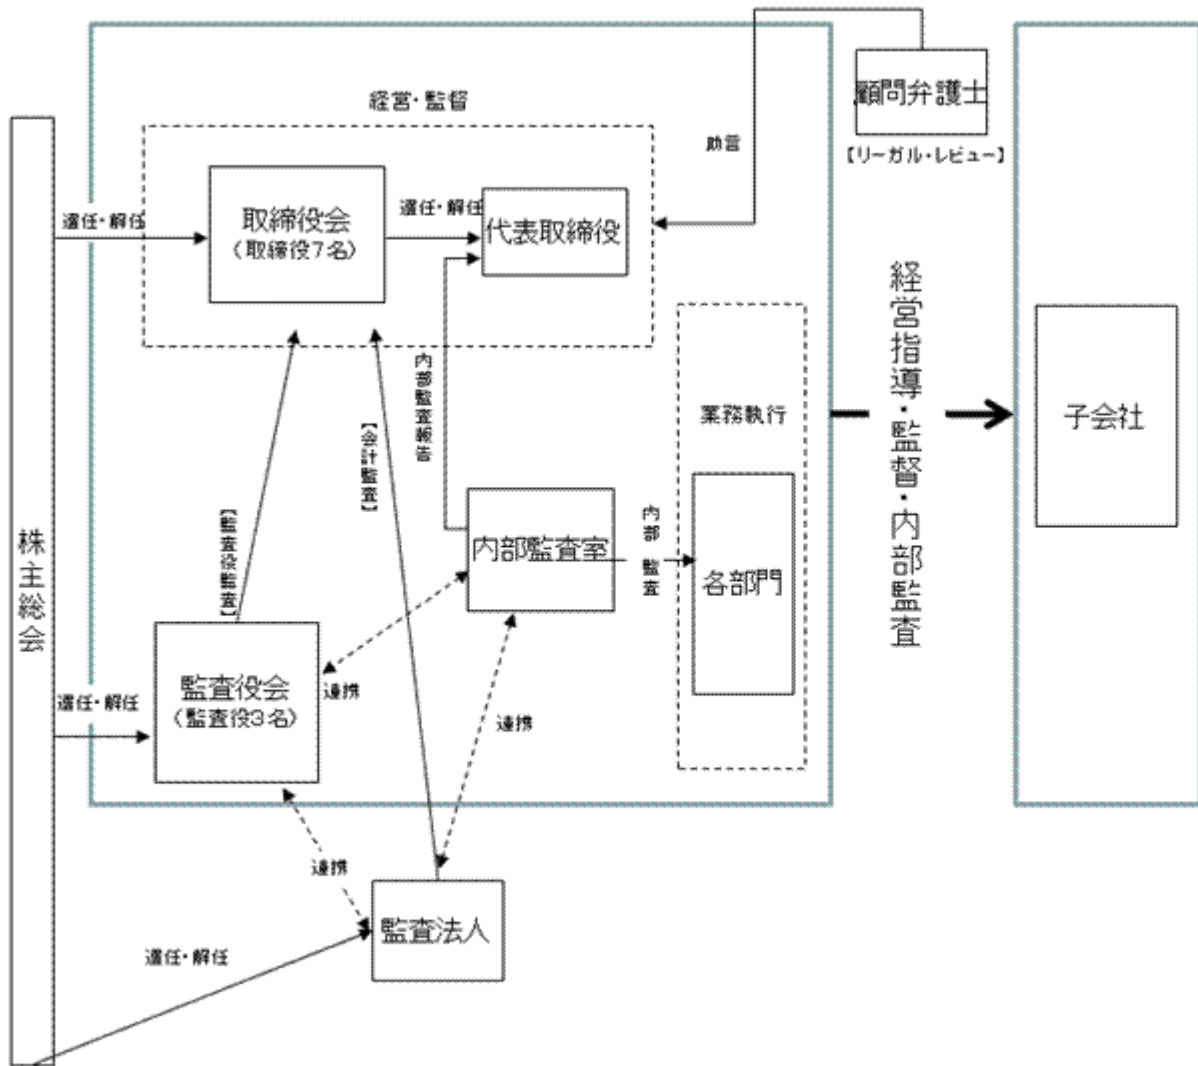 顧問弁護士
【リーガル・レビュー】
経営・監督
助言
選任・解任
取締役会
(取締役7名)
選任・解任
代表取締役
経営指導・監督・内部監査
子会社
内部監査報告
業務執行
【会計監査】
【監査役監査】
内部監査室
内部 監査
各部門
株主総会
監査役会
(監査役3名)
選任・解任
連携
連携
連携
監査法人
選任・解任